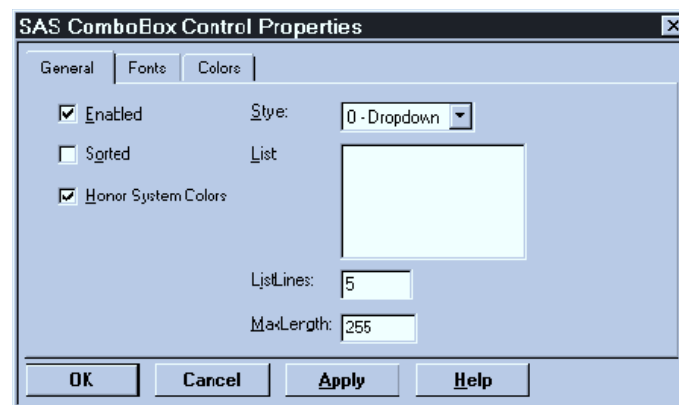 SAS ComboBox Control Properties
General Fonts Colors
Enabled
Stye:
0 - Dropdown
Sorted
List
Honor System Colors
ListLines:
5
MaxLength:
255
OK Cancel Apply Help